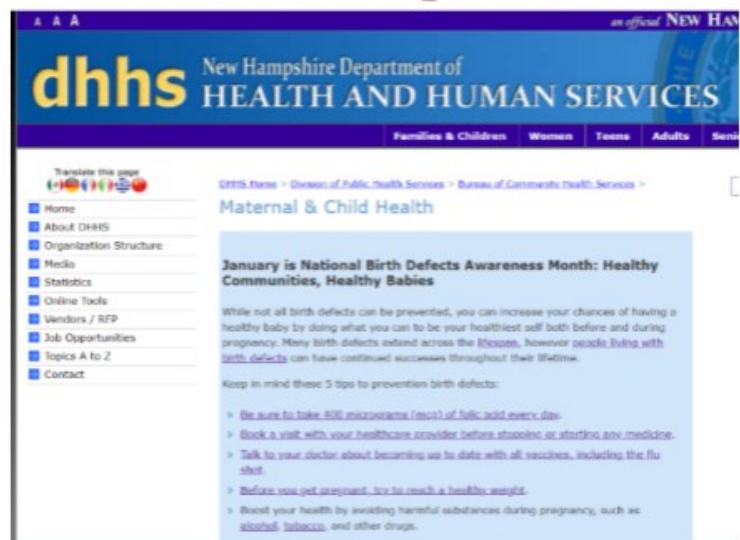 A A A
an official NEW HAM
dhhs
New Hampshire Department of
HEALTH AND HUMAN SERVICES
Families & Children Women Teens Adults Seni
Translate this page
Home
About DHHS
Organization Structure
Media
Statistics
Online Tools
Vendors / RFP
Job Opportunities
Topics A to Z
Contact
DHHS Home > Division of Public Health Services > Bureau of Community Health Services >
Maternal & Child Health
January is National Birth Defects Awareness Month: Healthy
Communities, Healthy Babies
While not all birth defects can be prevented, you can increase your chances of having a
healthy baby by doing what you can to be your healthiest self both before and during
pregnancy. Many birth defects extend across the lifespan, however people living with
birth defects can have continued successes throughout their lifetime.
Keep in mind these 5 tips to prevention birth defects:
» Be sure to take 400 micrograms (mcg) of folic acid every day.
» Book a visit with your healthcare provider before stopping or starting any medicine.
» Talk to your doctor about becoming up to date with all vaccines, including the flu
shot.
» Before you get pregnant, try to reach a healthy weight.
» Boost your health by avoiding harmful substances during pregnancy, such as
alcohol, tobacco, and other drugs.